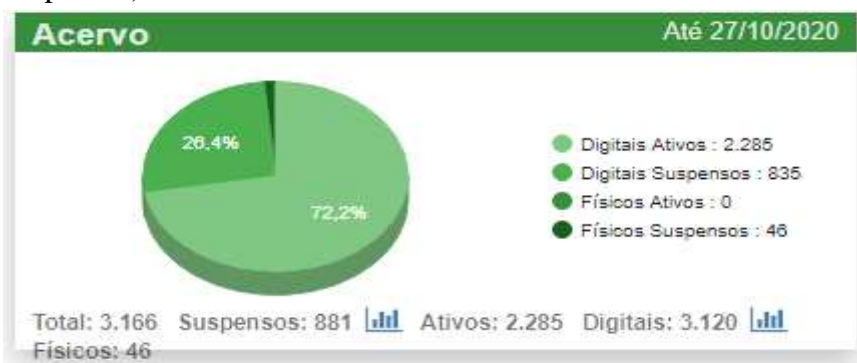 Acervo Até 27/10/2020
26,4%
72,2%
Digitais Ativos : 2.285
Digitais Suspensos : 835
Físicos Ativos : 0
Físicos Suspensos : 46
Total: 3.166 Suspensos: 881 Ativos: 2.285 Digitais: 3.120
Físicos: 46